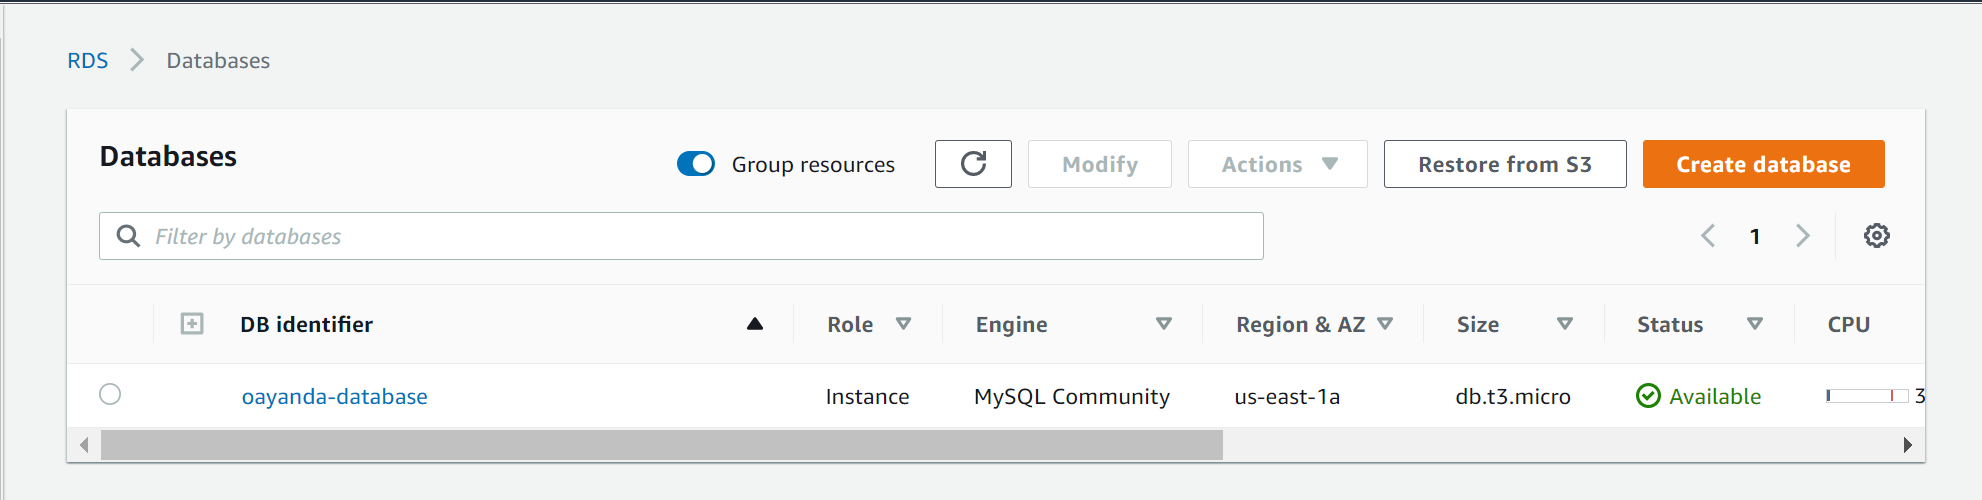 RDS > Databases
Databases Group resources Modify Actions Restore from S3 Create database
Filter by databases 1
DB identifier Role Engine Region & AZ Size Status CPU
oayanda-database Instance MySQL Community us-east-1a db.t3.micro Available 3